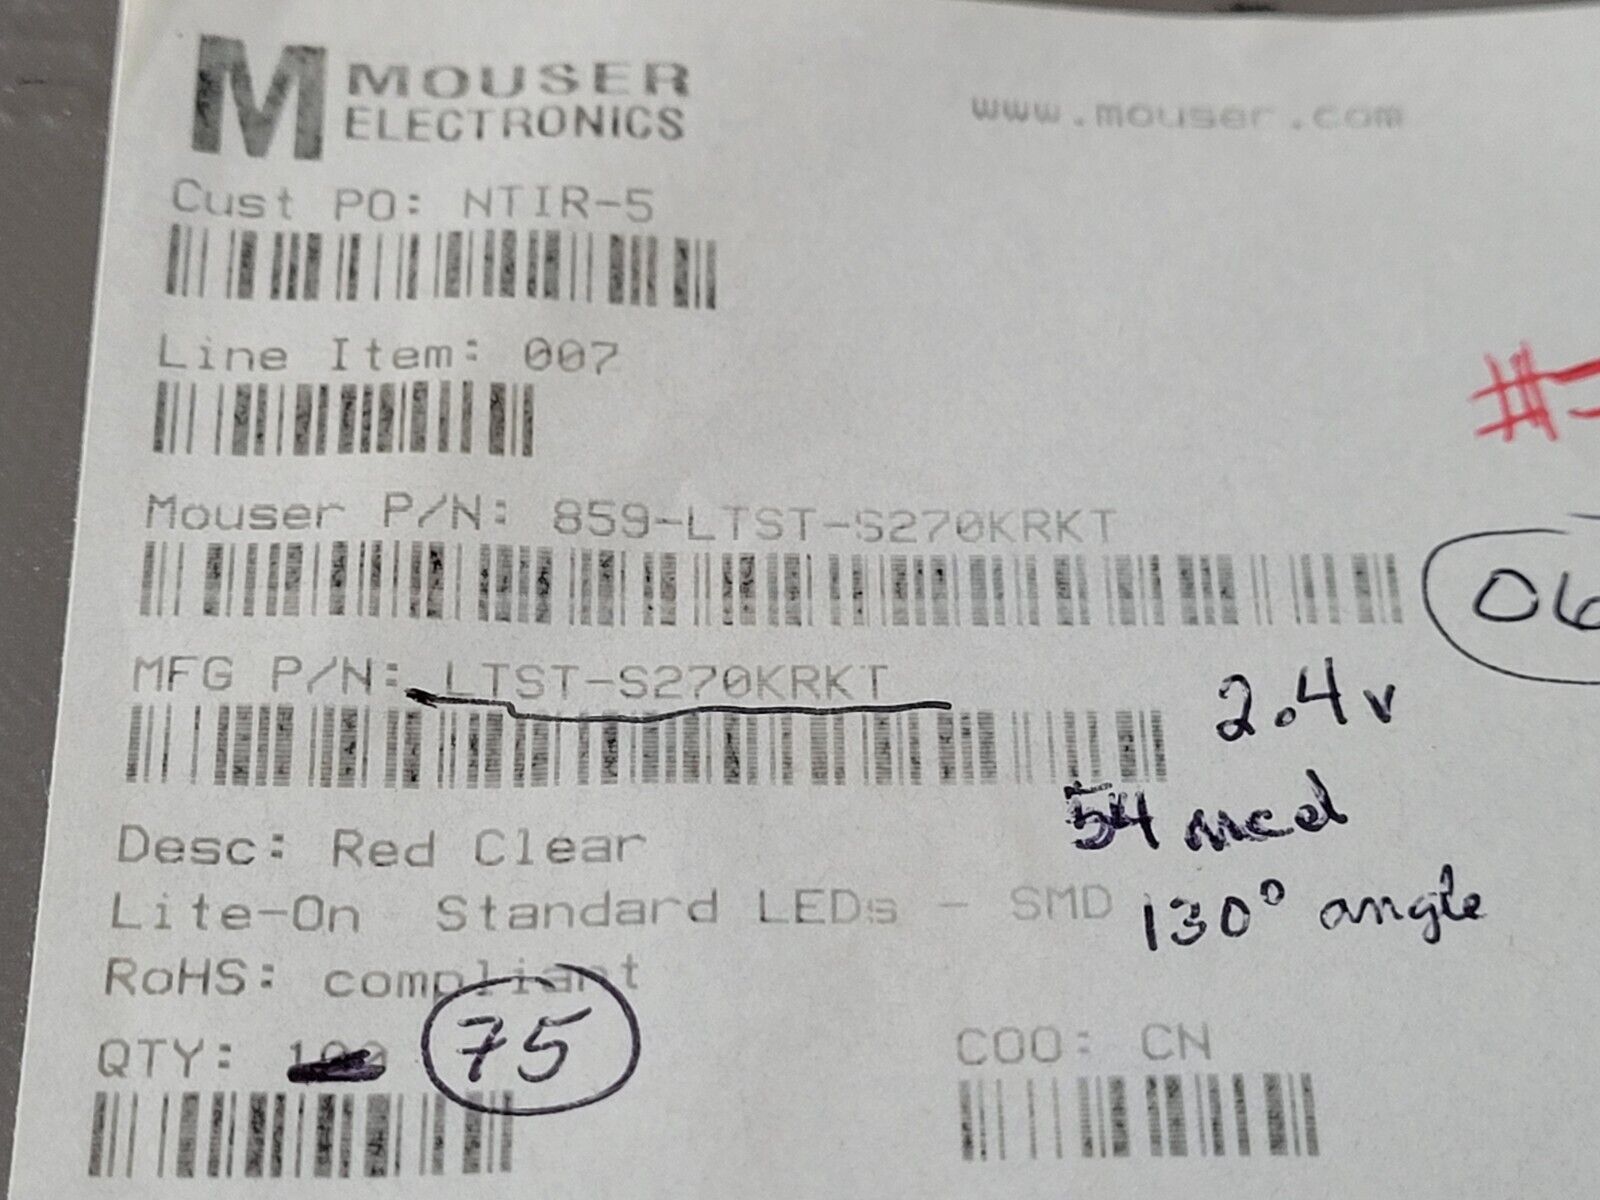 M MOUSER
ELECTRONICS
www.mouser.com
Cust PO: NTIR-5
Line Item: 007
Mouser P/N: 859-LTST-S270KRKT
06
MFG P/N: LTST-S270KRKT
2.4v
54 mcd
Desc: Red Clear
130° angle
Lite-On Standard LEDs - SMD
RoHS: compliant
QTY: 100 75
COO: CN